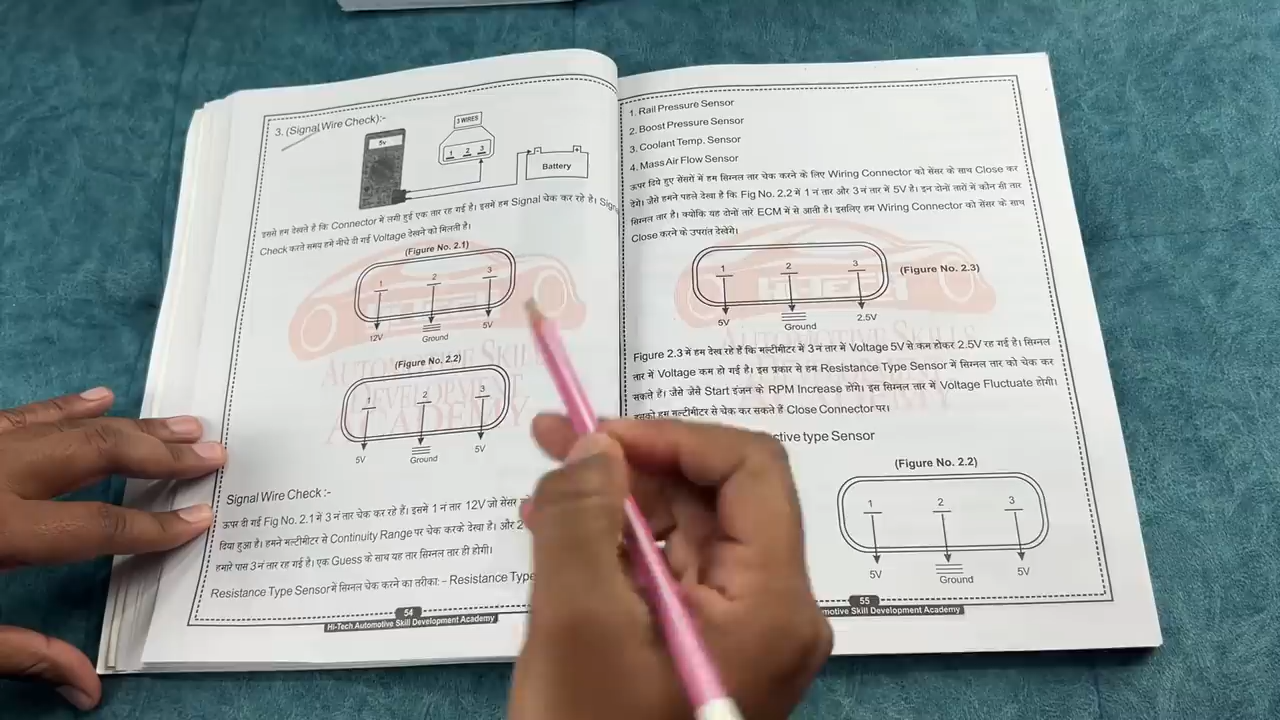 3. (Signal Wire Check):-
3 WIRES
5v
1 2 3
- +
Battery
इससे हम देखते है कि Connector में लगी हुई एक तार रह गई है। इसमे हम Signal चेक कर रहे है।
Check करते समय हमे नीचे दी गई Voltage देखने को मिलती है।
(Figure No. 2.1)
1 2 3
12V Ground 5V
(Figure No. 2.2)
1 2 3
5V Ground 5V
Signal Wire Check :-
ऊपर दी गई Fig No. 2.1 में 3 नं तार चेक कर रहे हैं। इसमे 1 नं तार 12V जो सेंसर
दिया हुआ है। हमने मल्टीमीटर से Continuity Range पर चेक करके देखा है। और 2
हमारे पास 3 नं तार रह गई है। एक Guess के साथ यह तार सिग्नल तार ही होगी।
Resistance Type Sensor में सिग्नल चेक करने का तरीका: - Resistance Type
54
Hi-Tech Automotive Skill Development Academy
1. Rail Pressure Sensor
2. Boost Pressure Sensor
3. Coolant Temp. Sensor
4. Mass Air Flow Sensor
ऊपर दिये हुए सेंसरों में हम सिग्नल तार चेक करने के लिए Wiring Connector को सेंसर के साथ Close कर
देगे। जैसे हमने पहले देखा है कि Fig No. 2.2 में 1 नं तार और 3 नं तार में 5V है। इन दोनों तारों में कौन सी तार
सिग्नल तार है। क्योकि यह दोनों तारें ECM में से आती है। इसलिए हम Wiring Connector को सेंसर के साथ
Close करने के उपरांत देखेगे।
1 2 3
(Figure No. 2.3)
5V Ground 2.5V
Figure 2.3 में हम देख रहे हैं कि मल्टीमीटर में 3 नं तार में Voltage 5V से कम होकर 2.5V रह गई है। सिग्नल
तार में Voltage कम हो गई है। इस प्रकार से हम Resistance Type Sensor में सिग्नल तार को चेक कर
सकते है। जैसे जैसे Start इंजन के RPM Increase होगे। इस सिग्नल तार में Voltage Fluctuate होगी।
इसको हम मल्टीमीटर से चेक कर सकते हैं Close Connector पर।
type Sensor
(Figure No. 2.2)
1 2 3
5V Ground 5V
55
Skill Development Academy
AUTOMOTIVE SKILLS
DEVELOPMENT
ACADEMY